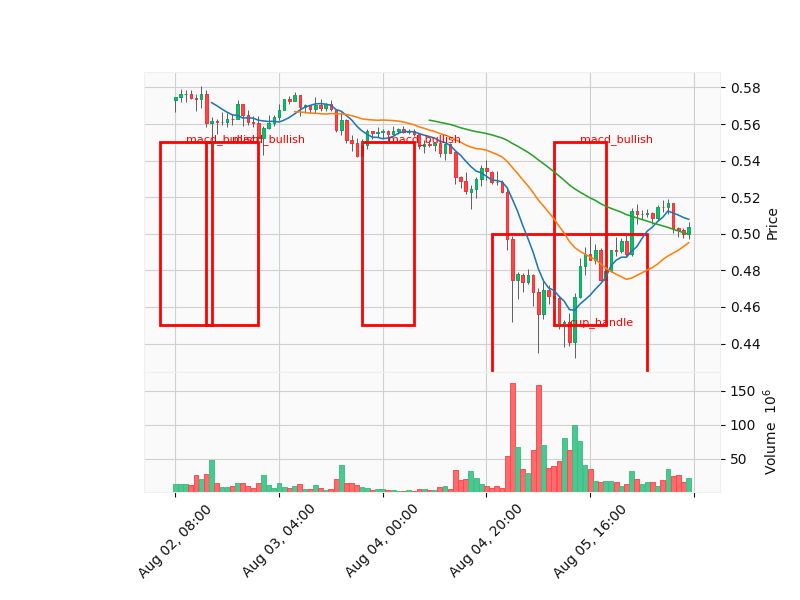 0.58
0.56
0.54
0.52
0.50
0.48
0.46
0.44
Price
macd_bullish
macd_bullish
macd_bullish
cup_handle
150
100
50
Volume 10^6
Aug 02, 08:00
Aug 03, 04:00
Aug 04, 00:00
Aug 04, 20:00
Aug 05, 16:00